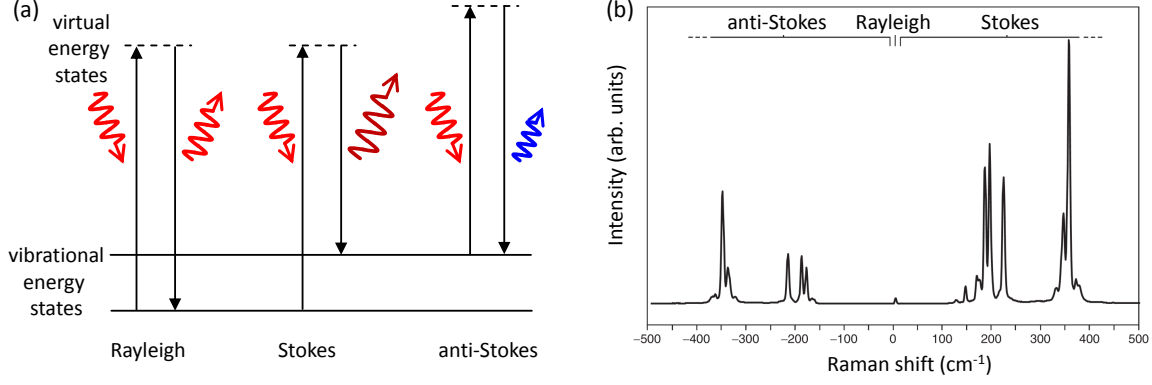 (a)
virtual
energy
states
vibrational
energy
states
Rayleigh
Stokes
anti-Stokes
(b)
anti-Stokes
Rayleigh
Stokes
Intensity (arb. units)
−500
−400
−300
−200
−100
0
100
200
300
400
500
Raman shift (cm⁻¹)